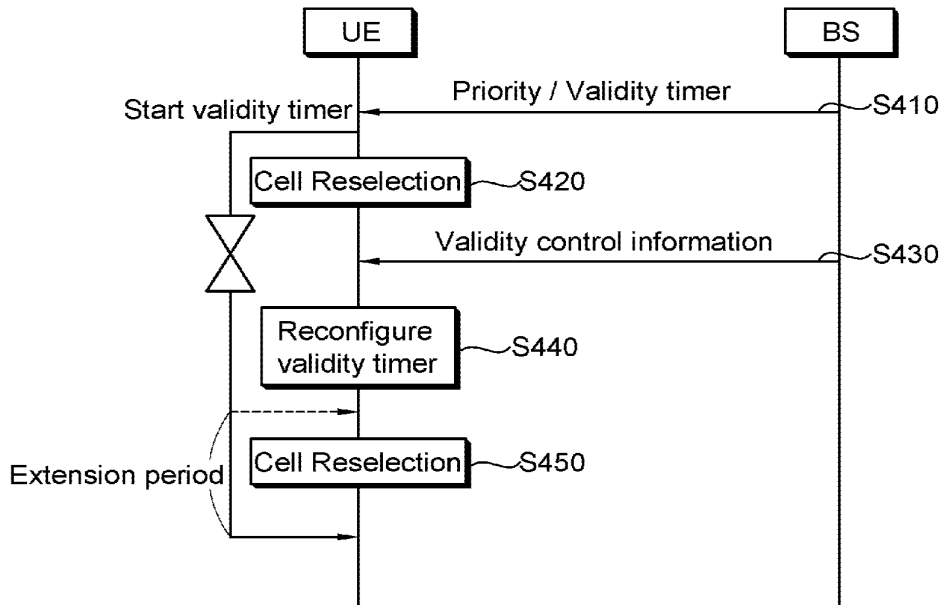 UE
BS
Priority / Validity timer
S410
Start validity timer
Cell Reselection
S420
Validity control information
S430
Reconfigure
validity timer
S440
Cell Reselection
S450
Extension period